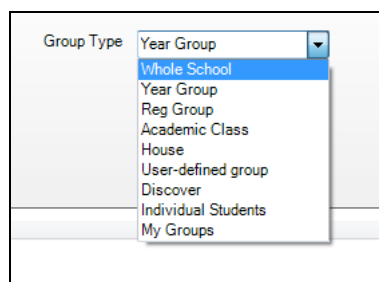 Group Type Year Group
Whole School
Year Group
Reg Group
Academic Class
House
User-defined group
Discover
Individual Students
My Groups